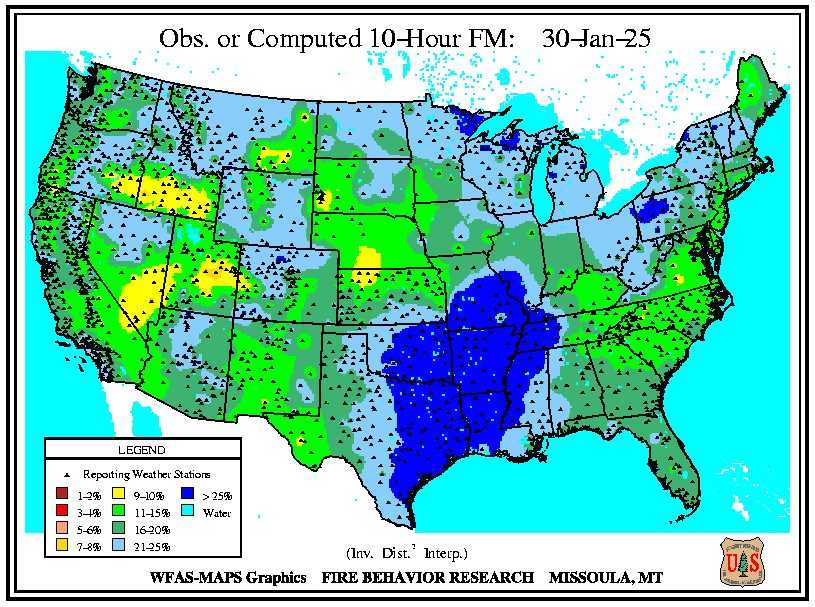 Obs. or Computed 10-Hour FM: 30-Jan-25
LEGEND
Reporting Weather Stations
1-2% 9-10% > 25%
3-4% 11-15% Water
5-6% 16-20%
7-8% 21-25%
(Inv. Dist.² Interp.)
WFAS-MAPS Graphics FIRE BEHAVIOR RESEARCH MISSOULA, MT
U S